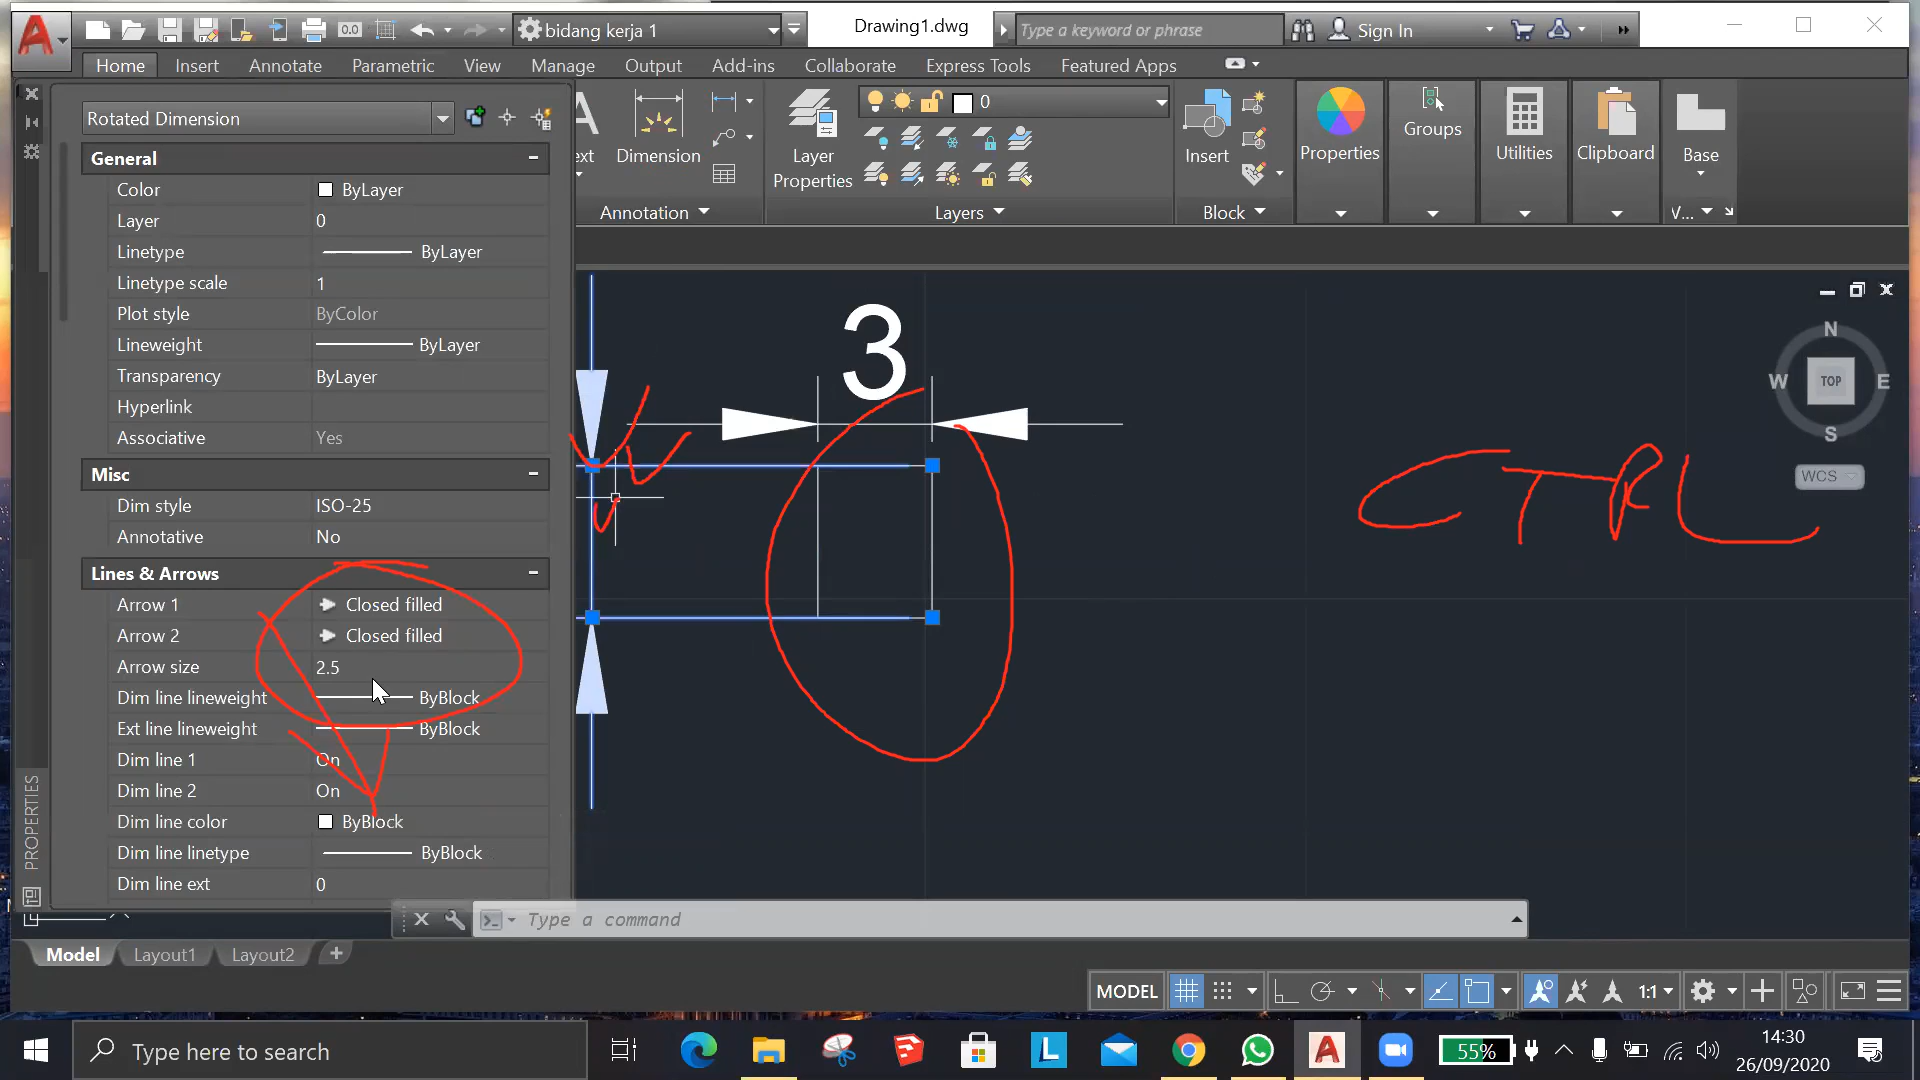 bidang kerja 1
Drawing1.dwg
Type a keyword or phrase
Sign In
Home Insert Annotate Parametric View Manage Output Add-ins Collaborate Express Tools Featured Apps
Rotated Dimension
Dimension
Layer
Properties
0
Insert
Properties
Groups
Utilities
Clipboard
Base
Annotation
Layers
Block
V...
General
Color ByLayer
Layer 0
Linetype ByLayer
Linetype scale 1
Plot style ByColor
Lineweight ByLayer
Transparency ByLayer
Hyperlink
Associative Yes
Misc
Dim style ISO-25
Annotative No
Lines & Arrows
Arrow 1 Closed filled
Arrow 2 Closed filled
Arrow size 2.5
Dim line lineweight ByBlock
Ext line lineweight ByBlock
Dim line 1 On
Dim line 2 On
Dim line color ByBlock
Dim line linetype ByBlock
Dim line ext 0
PROPERTIES
3
CTRL
N
W TOP E
S
WCS
Type a command
Model Layout1 Layout2
MODEL 1:1
Type here to search
55%
14:30
26/09/2020